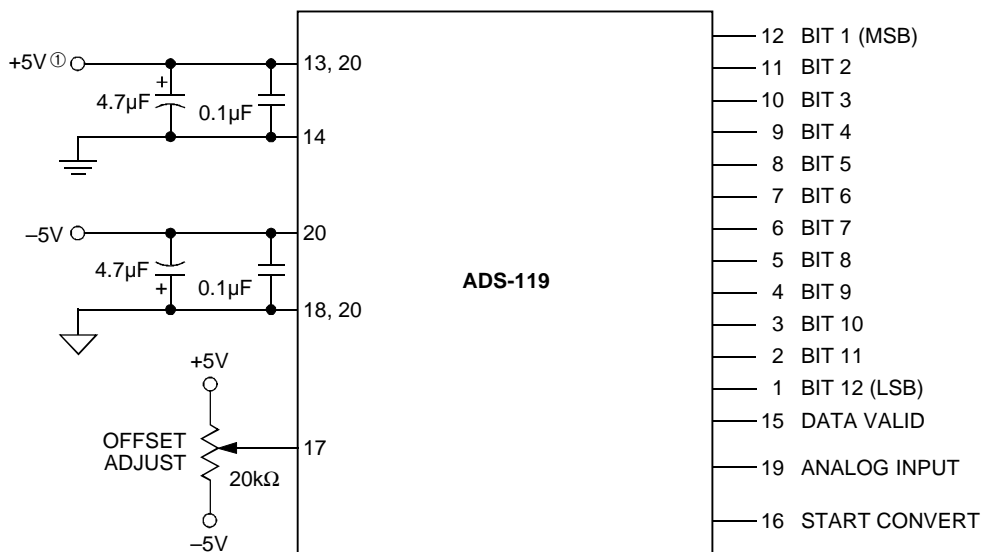 +5V ①
4.7µF
+
0.1µF
13, 20
14
–5V
4.7µF
+
0.1µF
20
18, 20
+5V
OFFSET
ADJUST
20kΩ
–5V
17
ADS-119
12 BIT 1 (MSB)
11 BIT 2
10 BIT 3
9 BIT 4
8 BIT 5
7 BIT 6
6 BIT 7
5 BIT 8
4 BIT 9
3 BIT 10
2 BIT 11
1 BIT 12 (LSB)
15 DATA VALID
19 ANALOG INPUT
16 START CONVERT